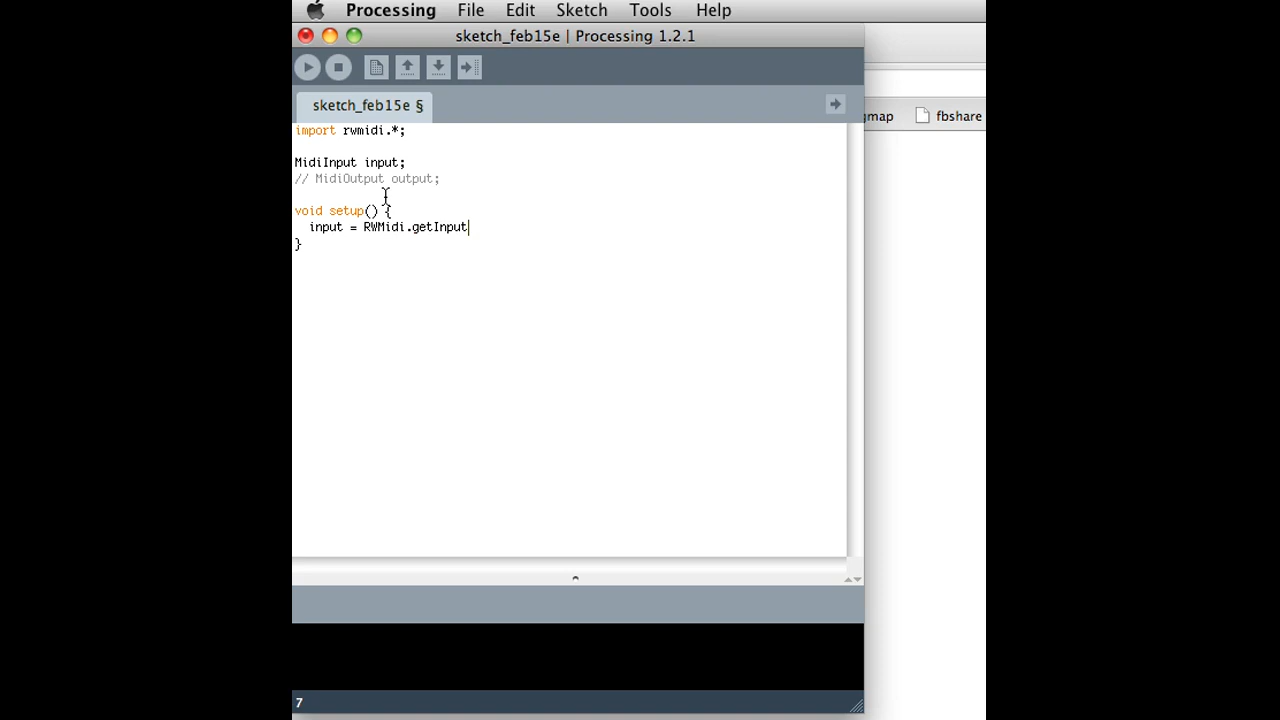 Processing File Edit Sketch Tools Help
sketch_feb15e | Processing 1.2.1
sketch_feb15e §
gmap fbshare
import rwmidi.*;
MidiInput input;
// MidiOutput output;
void setup() {
input = RWMidi.getInput
}
7